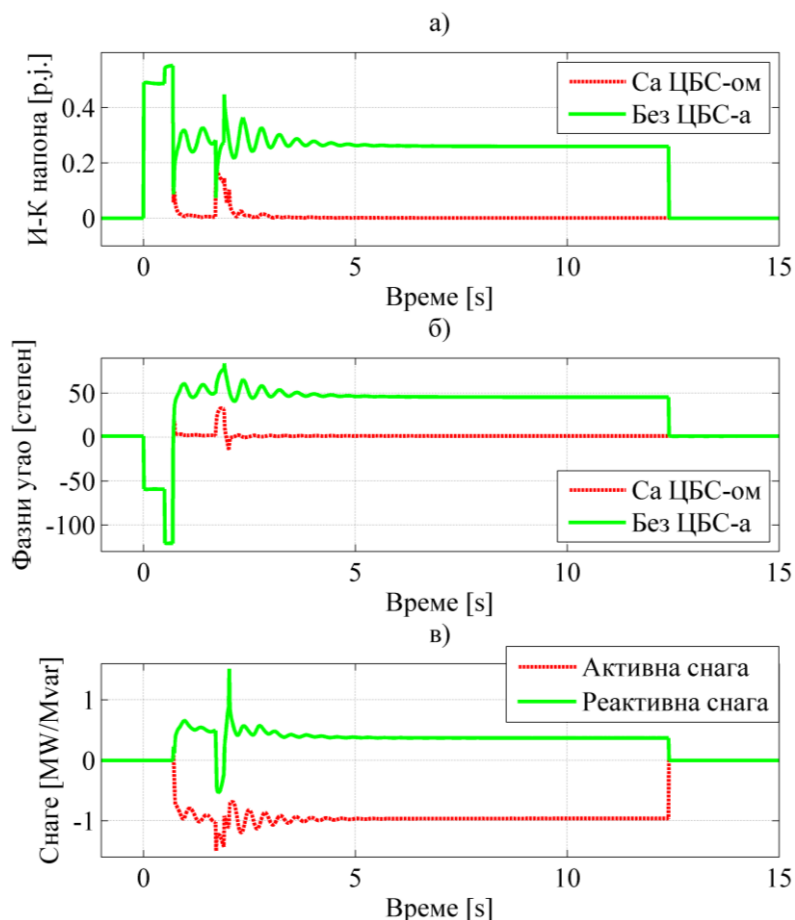 а)
И-К напона [p.j.]
0.4
0.2
0
Са ЦБС-ом
Без ЦБС-а
0 5 10 15
Време [s]
б)
Фазни угао [степен]
50
0
-50
-100
Са ЦБС-ом
Без ЦБС-а
0 5 10 15
Време [s]
в)
Снаге [MW/Mvar]
1
0
-1
Активна снага
Реактивна снага
0 5 10 15
Време [s]